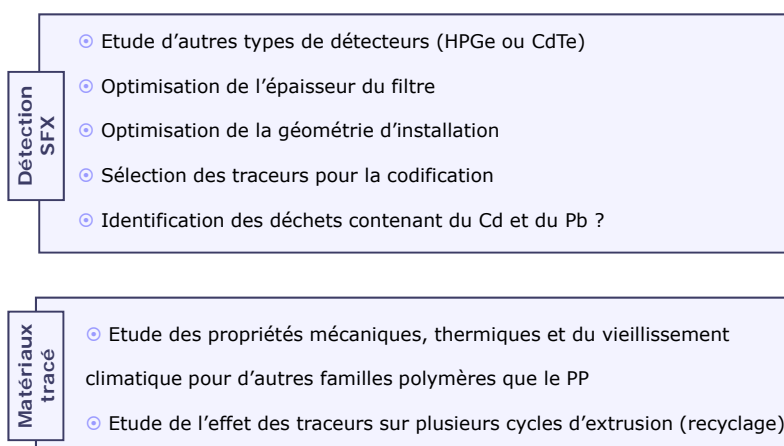 Détection
SFX
Etude d’autres types de détecteurs (HPGe ou CdTe)
Optimisation de l’épaisseur du filtre
Optimisation de la géométrie d’installation
Sélection des traceurs pour la codification
Identification des déchets contenant du Cd et du Pb ?
Matériaux
tracé
Etude des propriétés mécaniques, thermiques et du vieillissement
climatique pour d’autres familles polymères que le PP
Etude de l’effet des traceurs sur plusieurs cycles d’extrusion (recyclage)